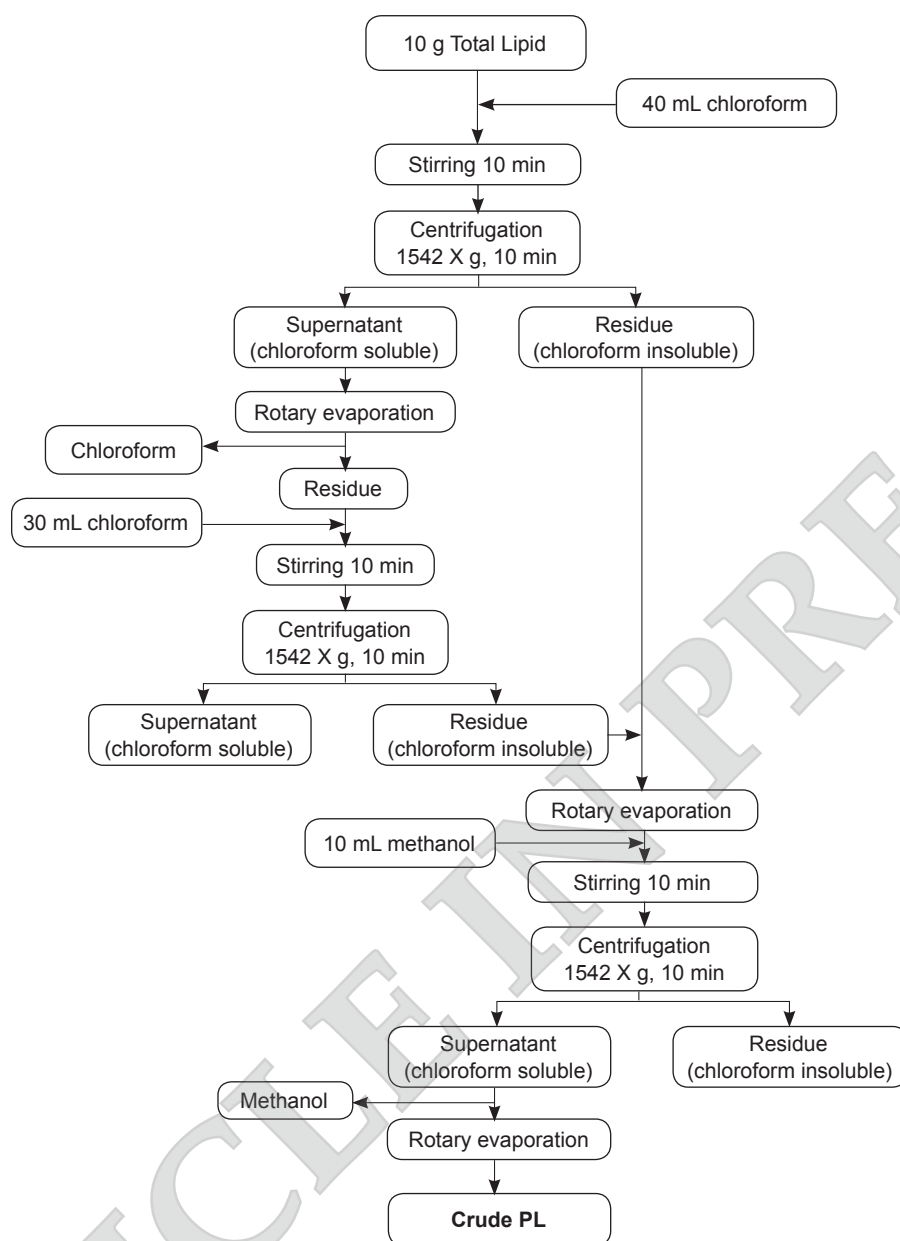 10 g Total Lipid
40 mL chloroform
Stirring 10 min
Centrifugation
1542 X g, 10 min
Supernatant
(chloroform soluble)
Residue
(chloroform insoluble)
Rotary evaporation
Chloroform
Residue
30 mL chloroform
Stirring 10 min
Centrifugation
1542 X g, 10 min
Supernatant
(chloroform soluble)
Residue
(chloroform insoluble)
Rotary evaporation
10 mL methanol
Stirring 10 min
Centrifugation
1542 X g, 10 min
Supernatant
(chloroform soluble)
Residue
(chloroform insoluble)
Methanol
Rotary evaporation
Crude PL
ICLE IN PRE